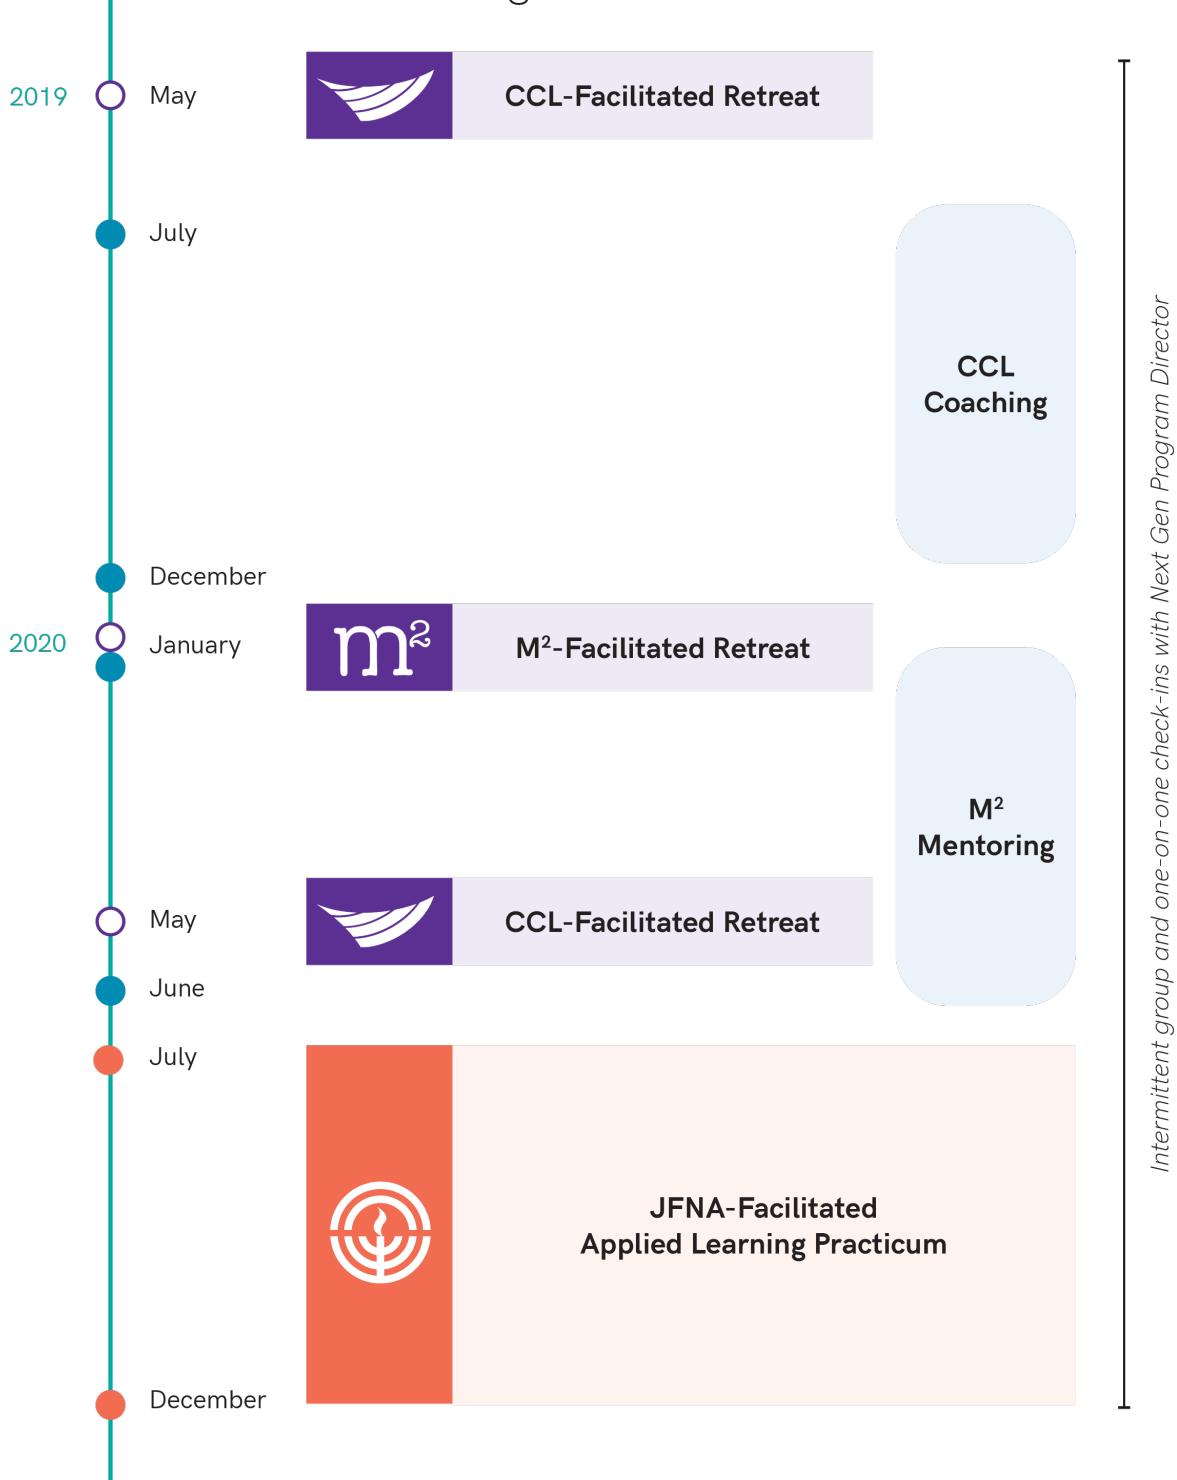 2019
May
CCL-Facilitated Retreat
July
CCL
Coaching
December
2020
January
m²
M²-Facilitated Retreat
M²
Mentoring
May
CCL-Facilitated Retreat
June
July
JFNA-Facilitated
Applied Learning Practicum
December
Intermittent group and one-on-one check-ins with Next Gen Program Director